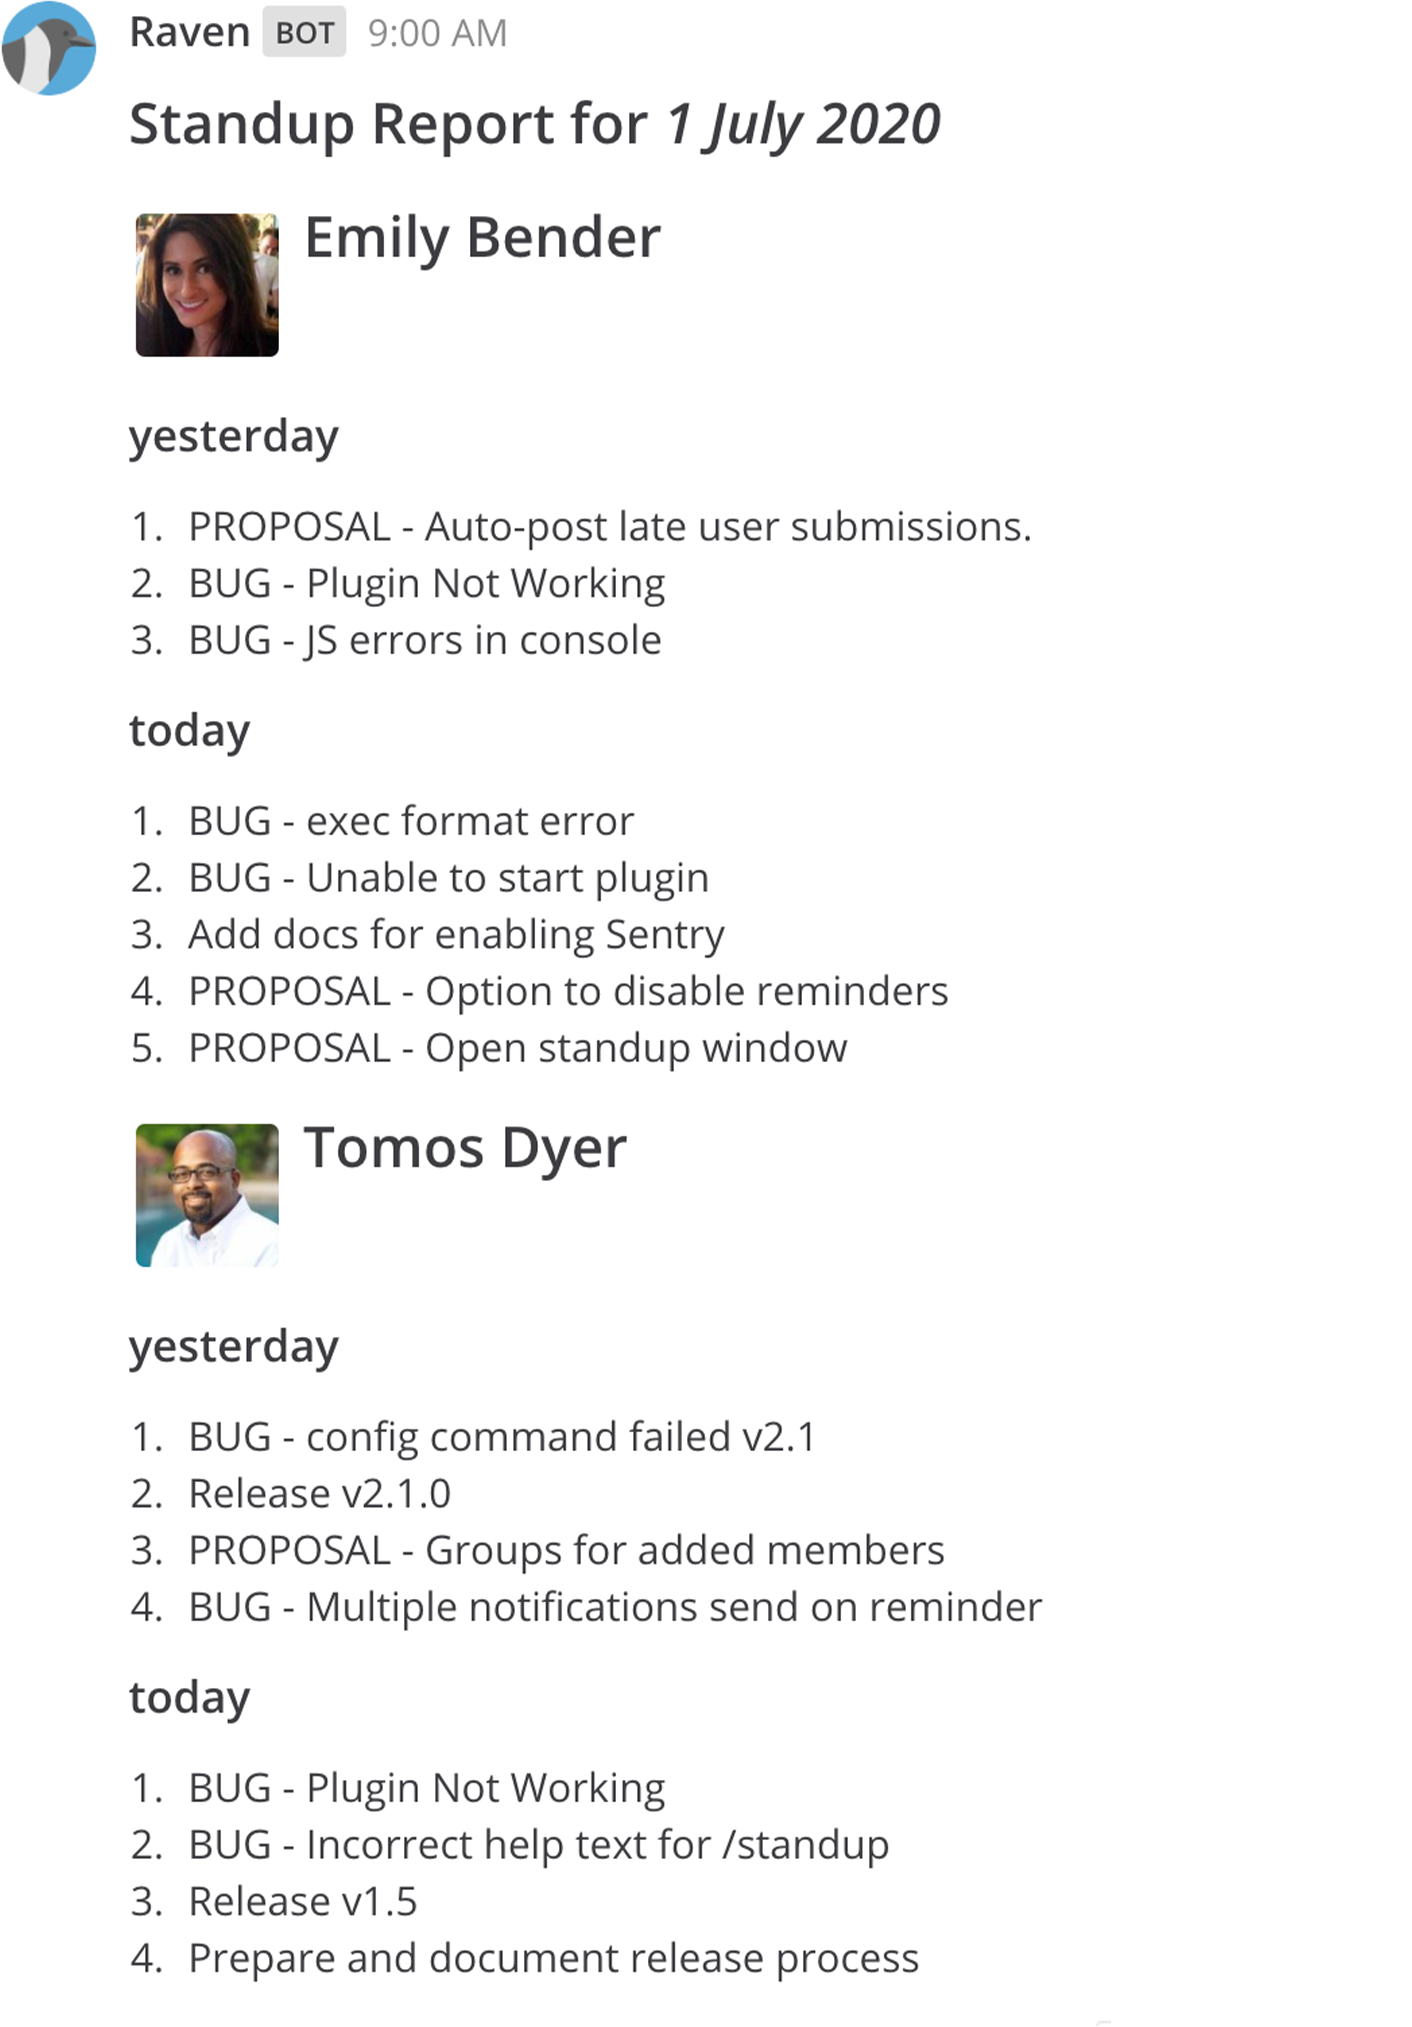 Raven BOT 9:00 AM
Standup Report for 1 July 2020
Emily Bender
yesterday
1. PROPOSAL - Auto-post late user submissions.
2. BUG - Plugin Not Working
3. BUG - JS errors in console
today
1. BUG - exec format error
2. BUG - Unable to start plugin
3. Add docs for enabling Sentry
4. PROPOSAL - Option to disable reminders
5. PROPOSAL - Open standup window
Tomos Dyer
yesterday
1. BUG - config command failed v2.1
2. Release v2.1.0
3. PROPOSAL - Groups for added members
4. BUG - Multiple notifications send on reminder
today
1. BUG - Plugin Not Working
2. BUG - Incorrect help text for /standup
3. Release v1.5
4. Prepare and document release process